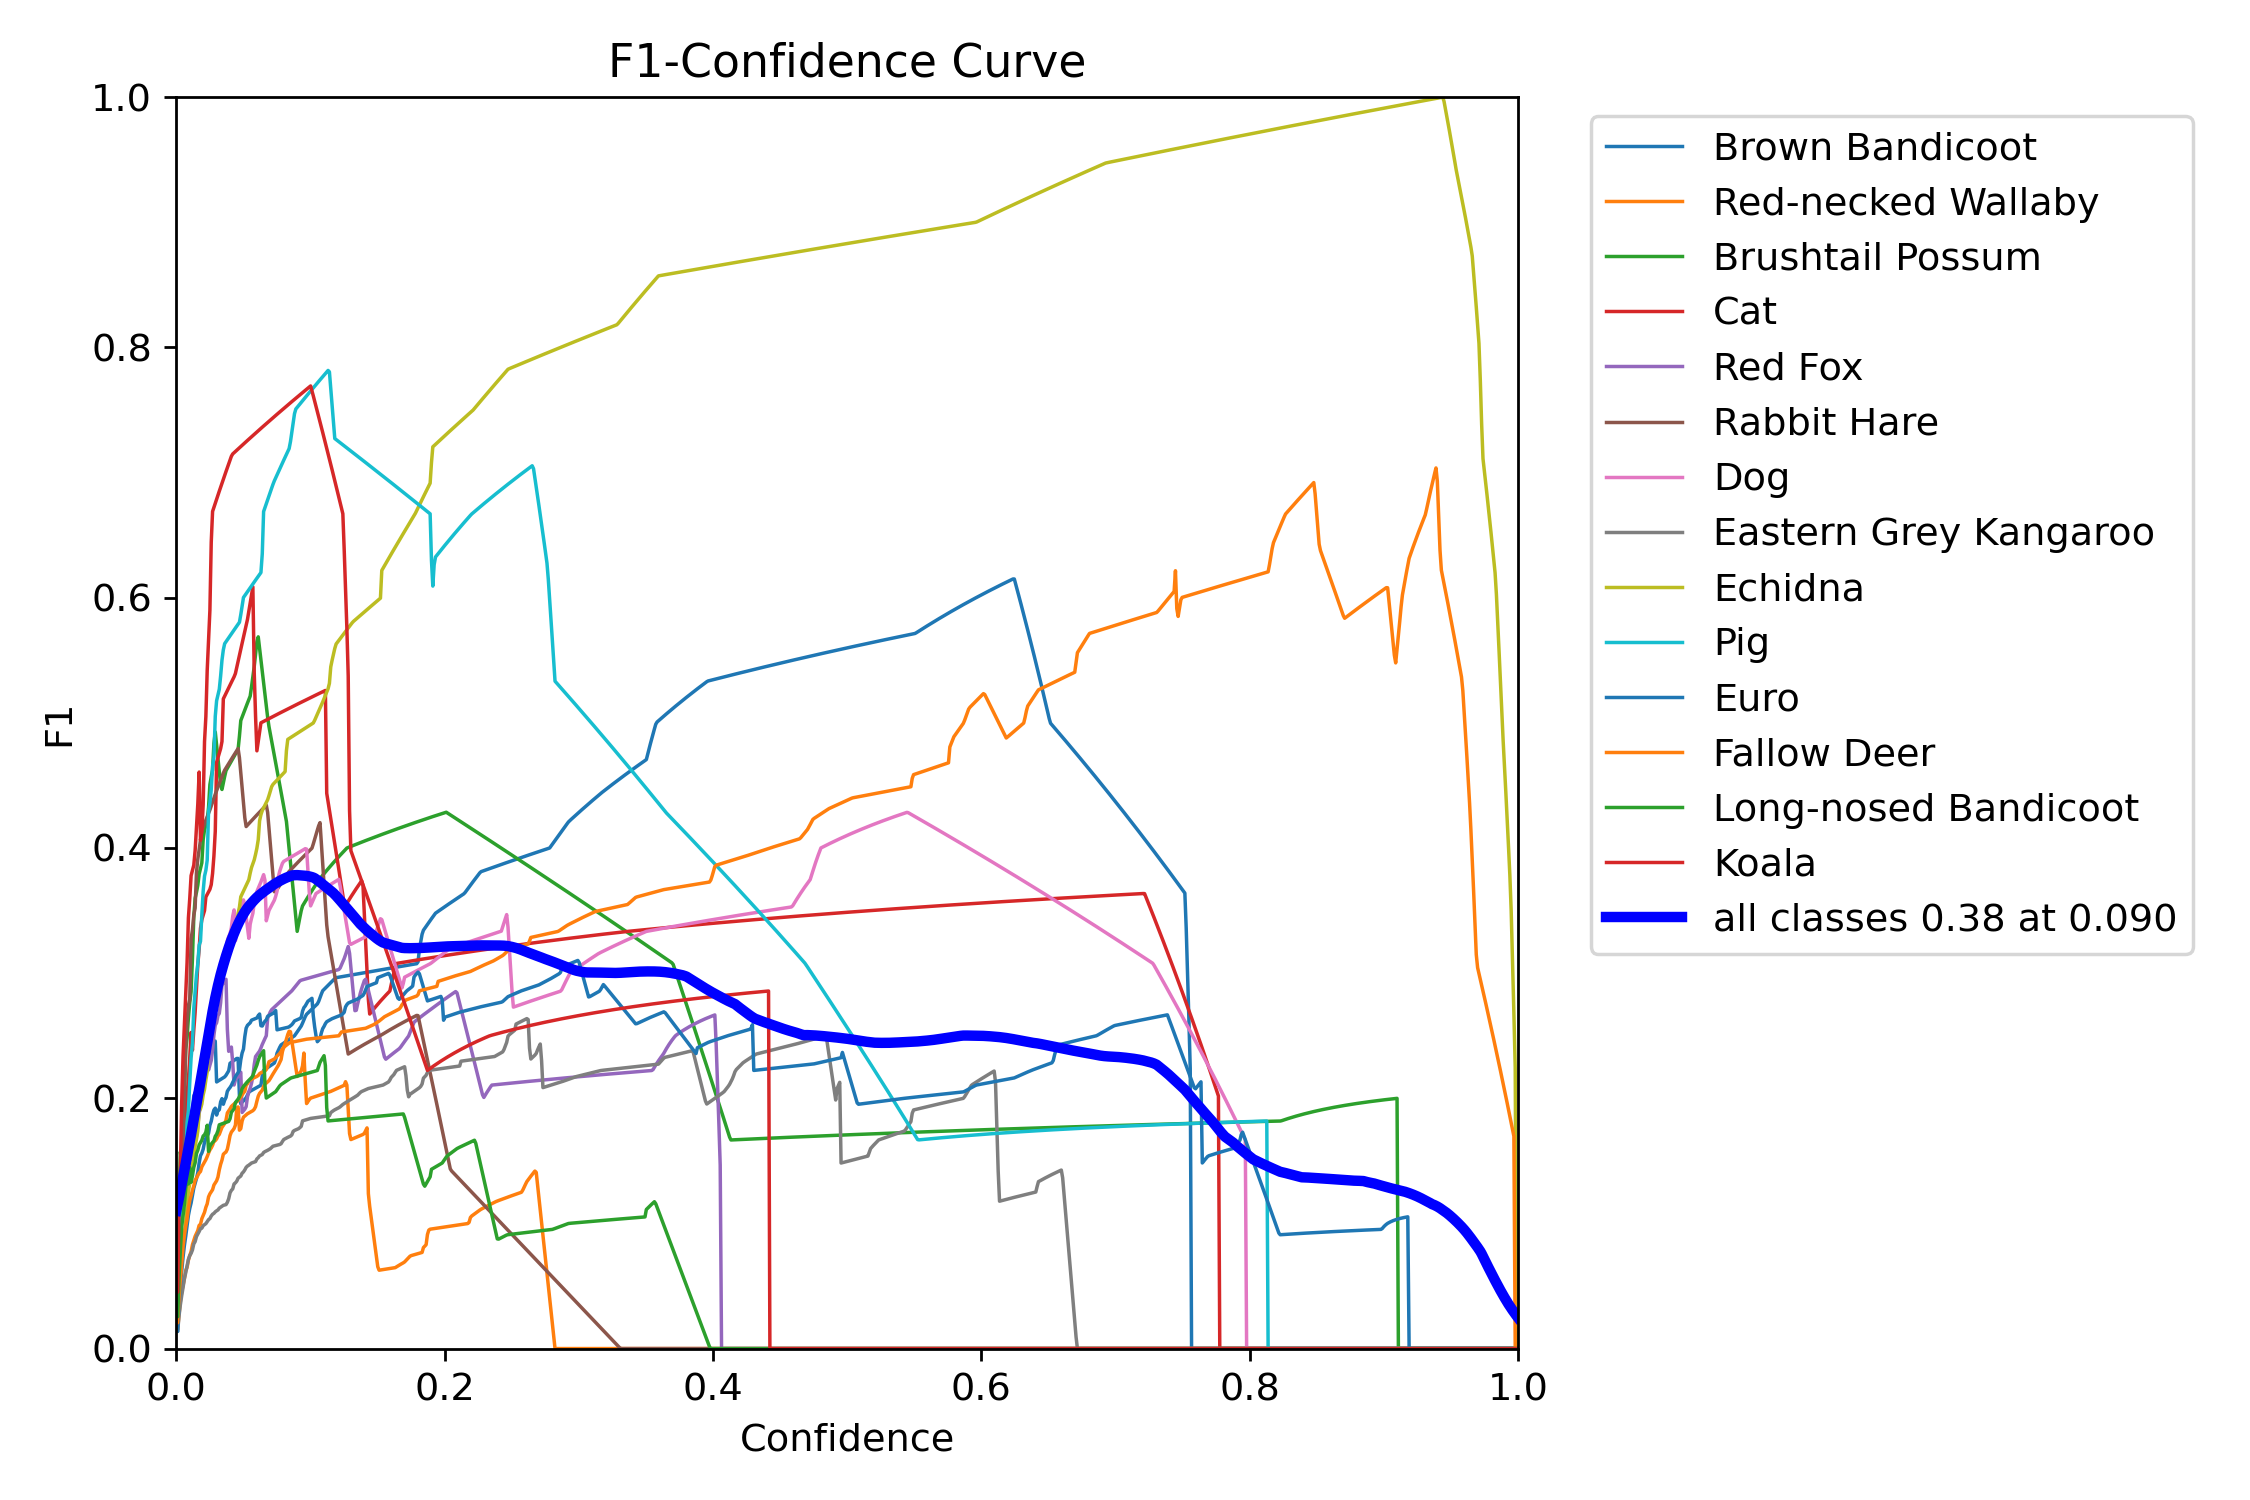 F1-Confidence Curve
1.0
0.8
0.6
0.4
0.2
0.0
F1
0.0 0.2 0.4 0.6 0.8 1.0
Confidence
Brown Bandicoot
Red-necked Wallaby
Brushtail Possum
Cat
Red Fox
Rabbit Hare
Dog
Eastern Grey Kangaroo
Echidna
Pig
Euro
Fallow Deer
Long-nosed Bandicoot
Koala
all classes 0.38 at 0.090